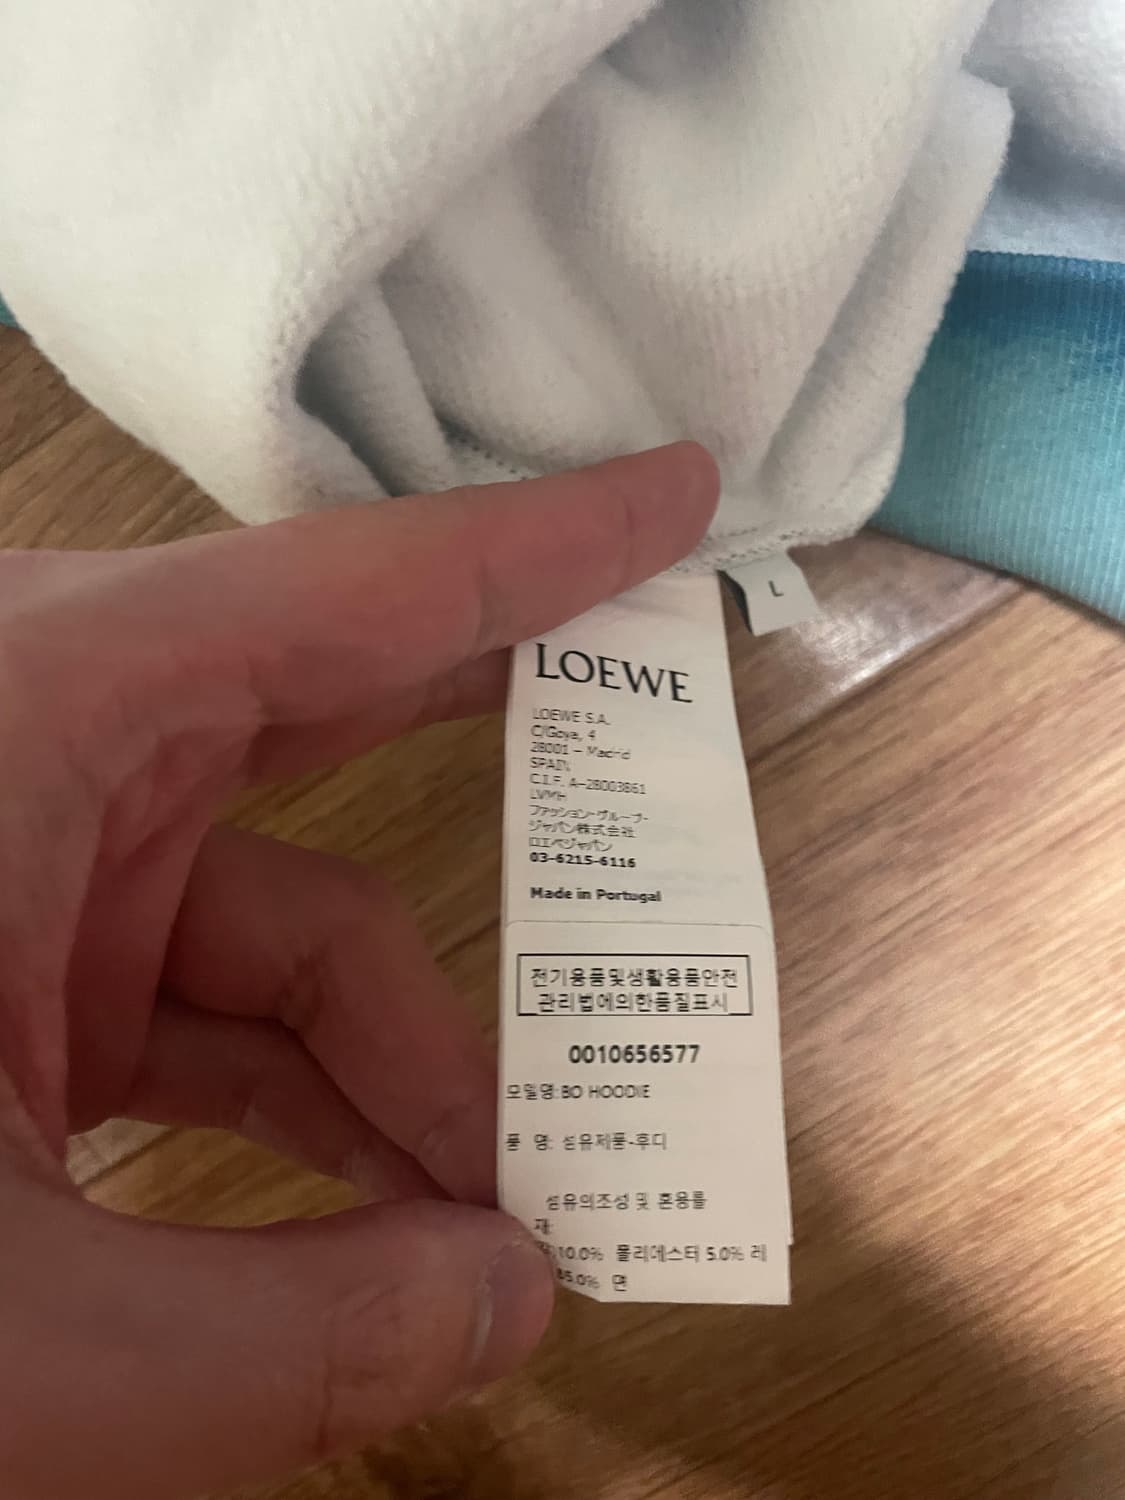 L
LOEWE
LOEWE S.A.
C/Goya, 4
28001 - Madrid
SPAIN
C.I.F. A-28003861
LVMH
ファッション・グループ・
ジャパン株式会社
ロエベジャパン
03-6215-6116
Made in Portugal
전기용품및생활용품안전
관리법에의한품질표시
0010656577
모델명:BO HOODIE
품 명: 섬유제품-후디
섬유의조성 및 혼용률
재:
10.0% 폴리에스터 5.0% 레
85.0% 면